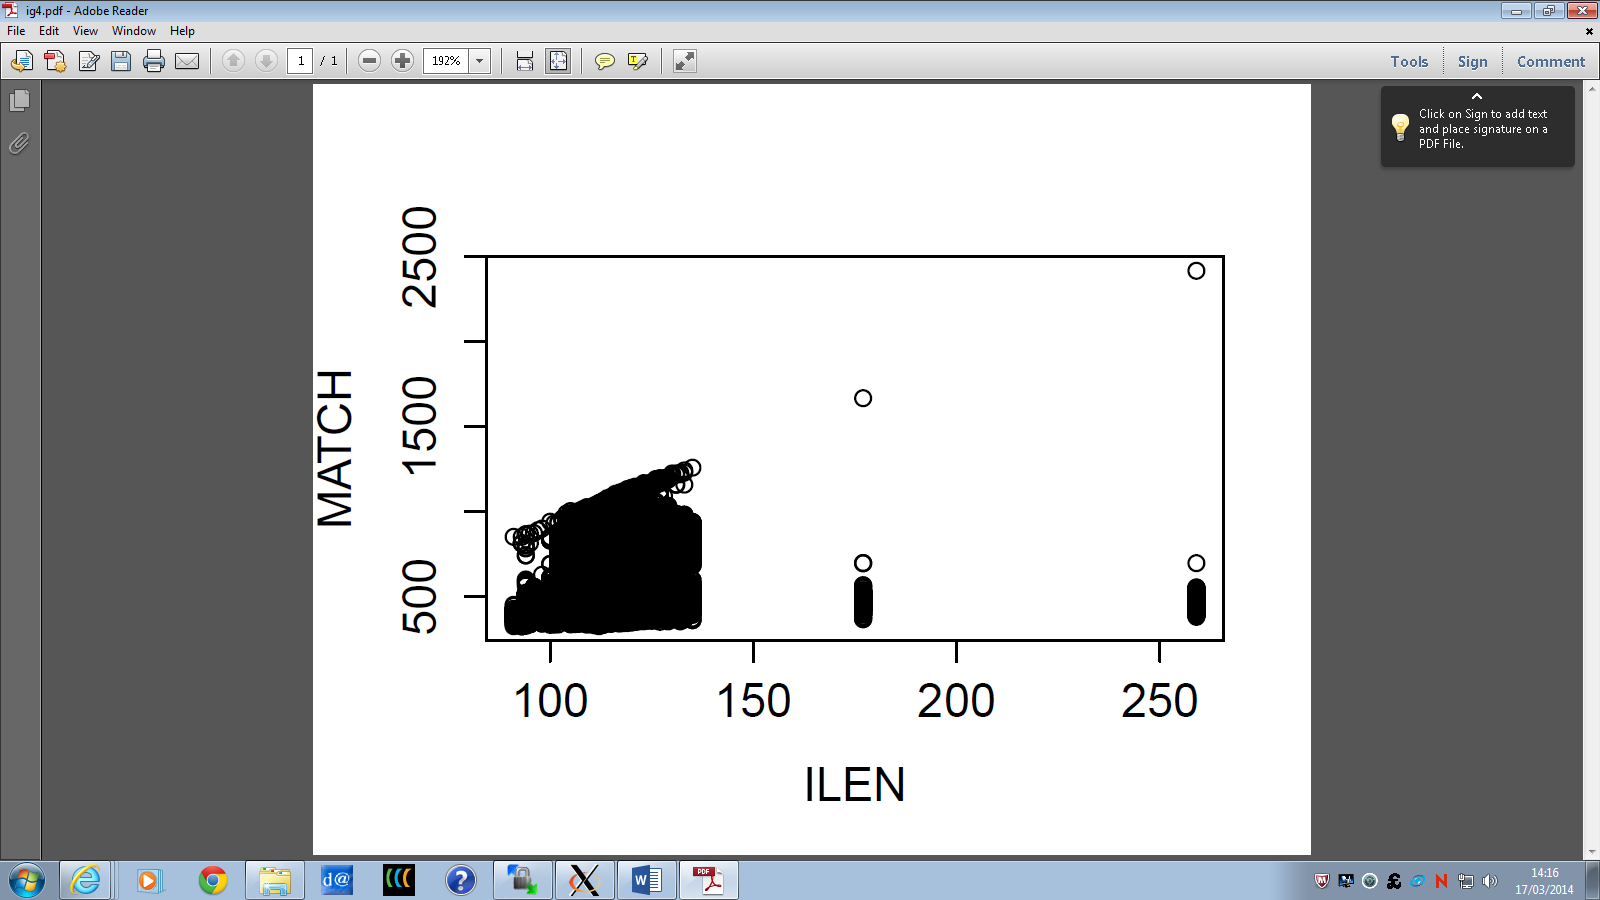 ig4.pdf - Adobe Reader
File Edit View Window Help
1 / 1 192% Tools Sign Comment
Click on Sign to add text
and place signature on a
PDF File.
2500
1500
500
MATCH
100 150 200 250
ILEN
d@
W
PDF
N
14:16
17/03/2014